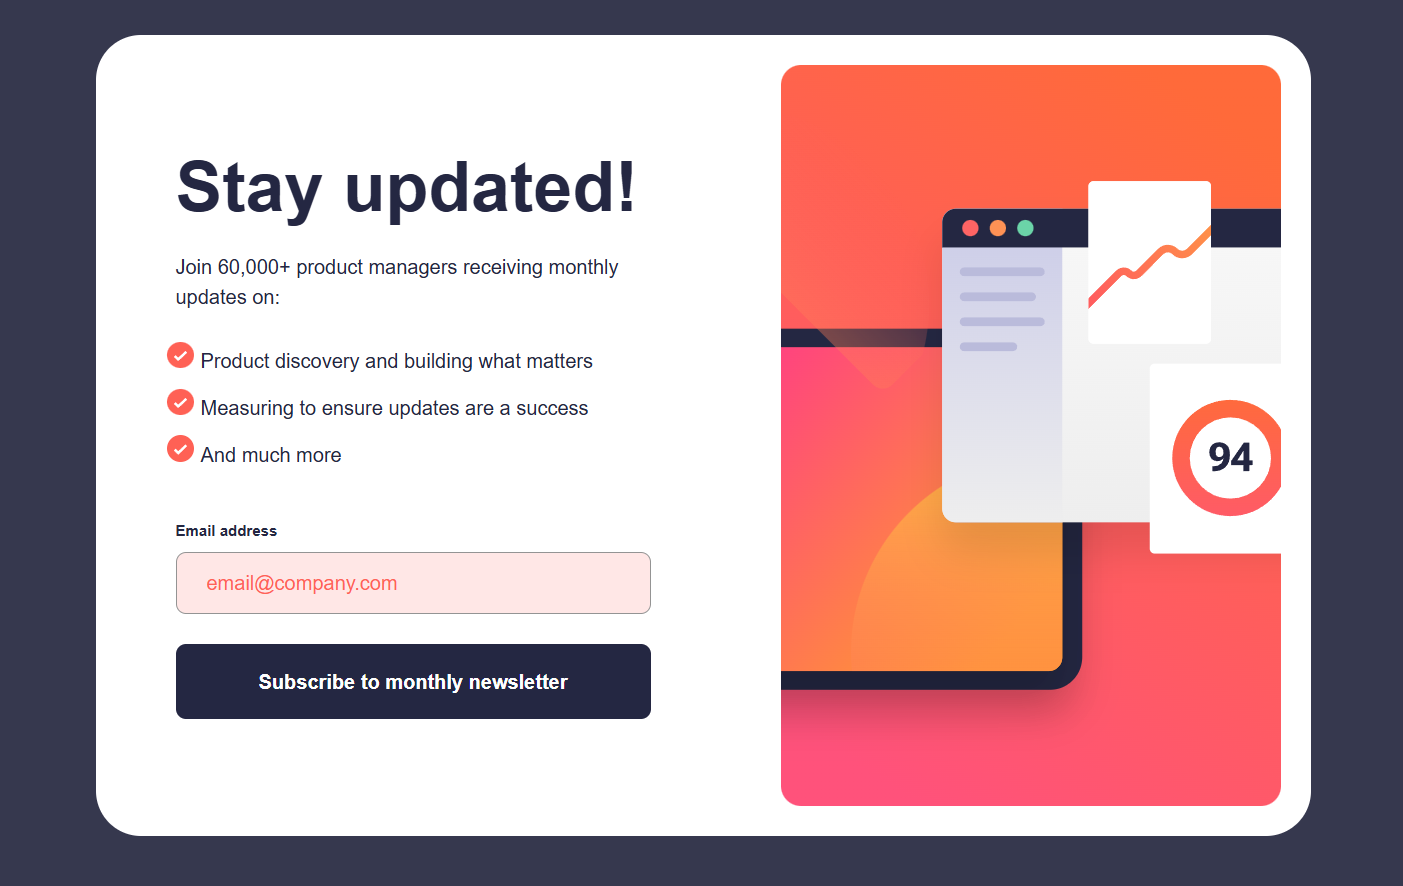 Stay updated!
Join 60,000+ product managers receiving monthly
updates on:
Product discovery and building what matters
Measuring to ensure updates are a success
And much more
Email address
email@company.com
Subscribe to monthly newsletter
94